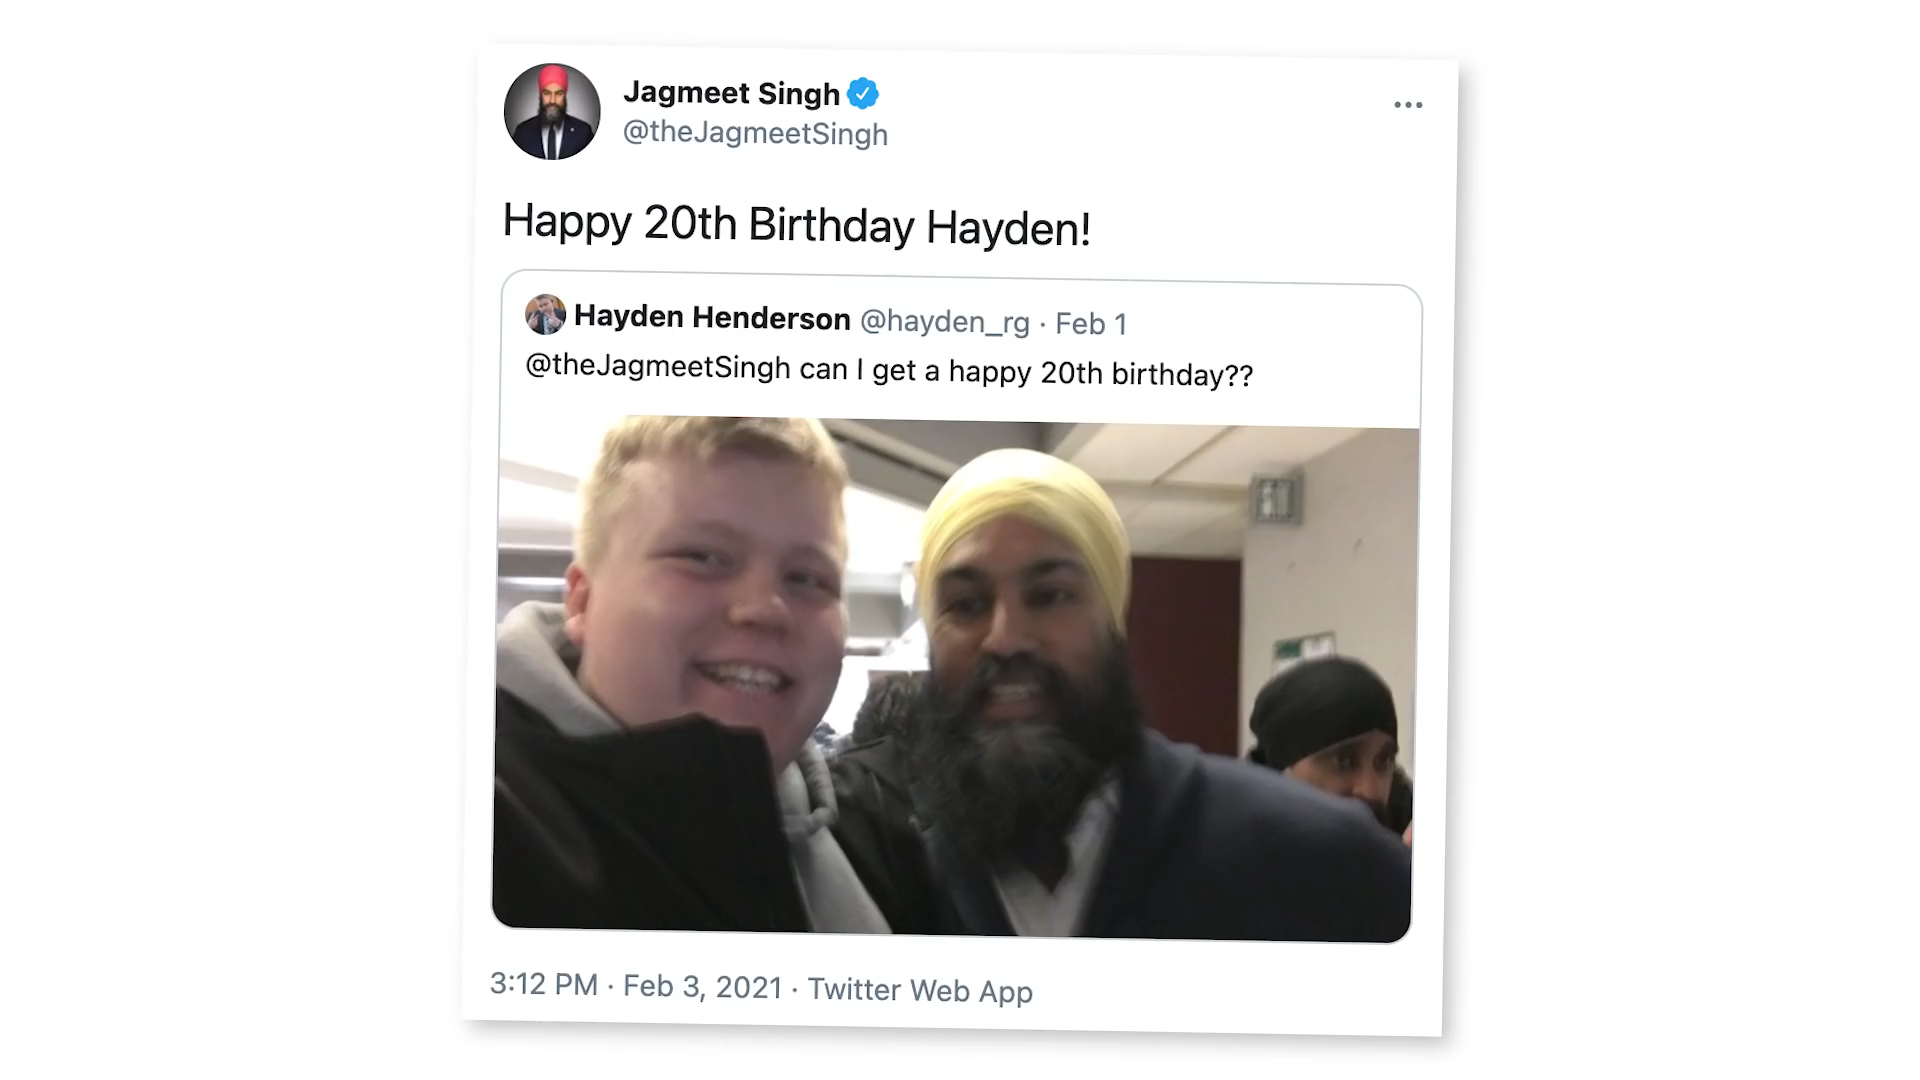 Jagmeet Singh
@theJagmeetSingh
Happy 20th Birthday Hayden!
Hayden Henderson @hayden_rg · Feb 1
@theJagmeetSingh can I get a happy 20th birthday??
3:12 PM · Feb 3, 2021 · Twitter Web App